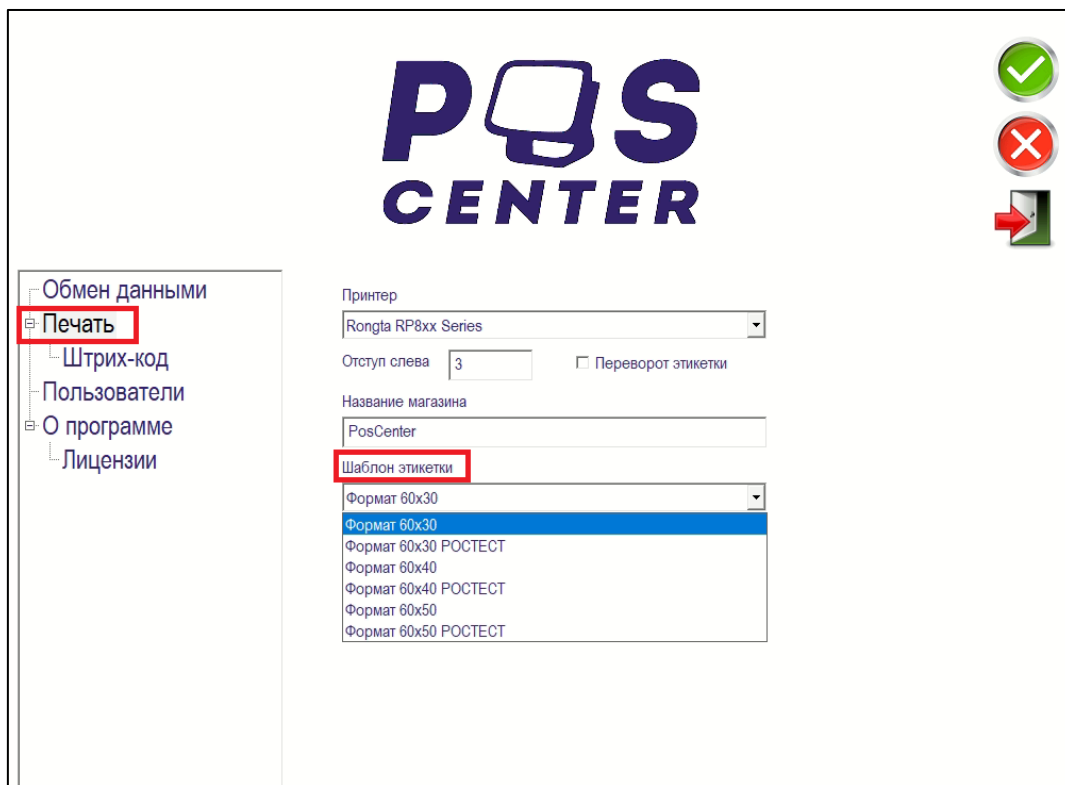 POS
CENTER
Обмен данными
Печать
Штрих-код
Пользователи
О программе
Лицензии
Принтер
Rongta RP8xx Series
Отступ слева 3 Переворот этикетки
Название магазина
PosCenter
Шаблон этикетки
Формат 60x30
Формат 60x30
Формат 60x30 РОСТЕСТ
Формат 60x40
Формат 60x40 РОСТЕСТ
Формат 60x50
Формат 60x50 РОСТЕСТ